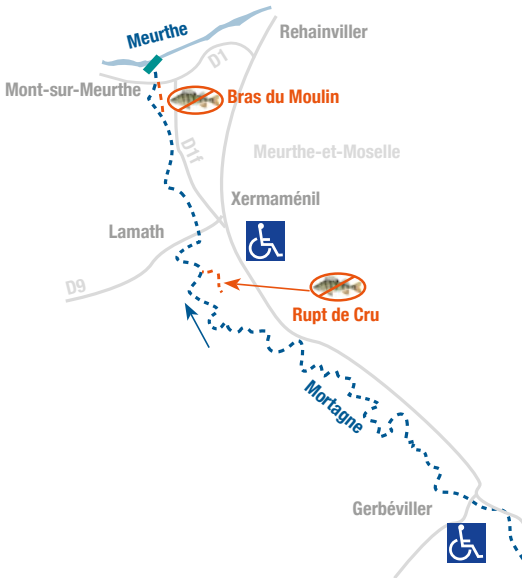 Meurthe
Rehainviller
D1
Mont-sur-Meurthe
Bras du Moulin
D1f
Meurthe-et-Moselle
Xermaménil
Lamath
D9
Rupt de Cru
Mortagne
Gerbéviller